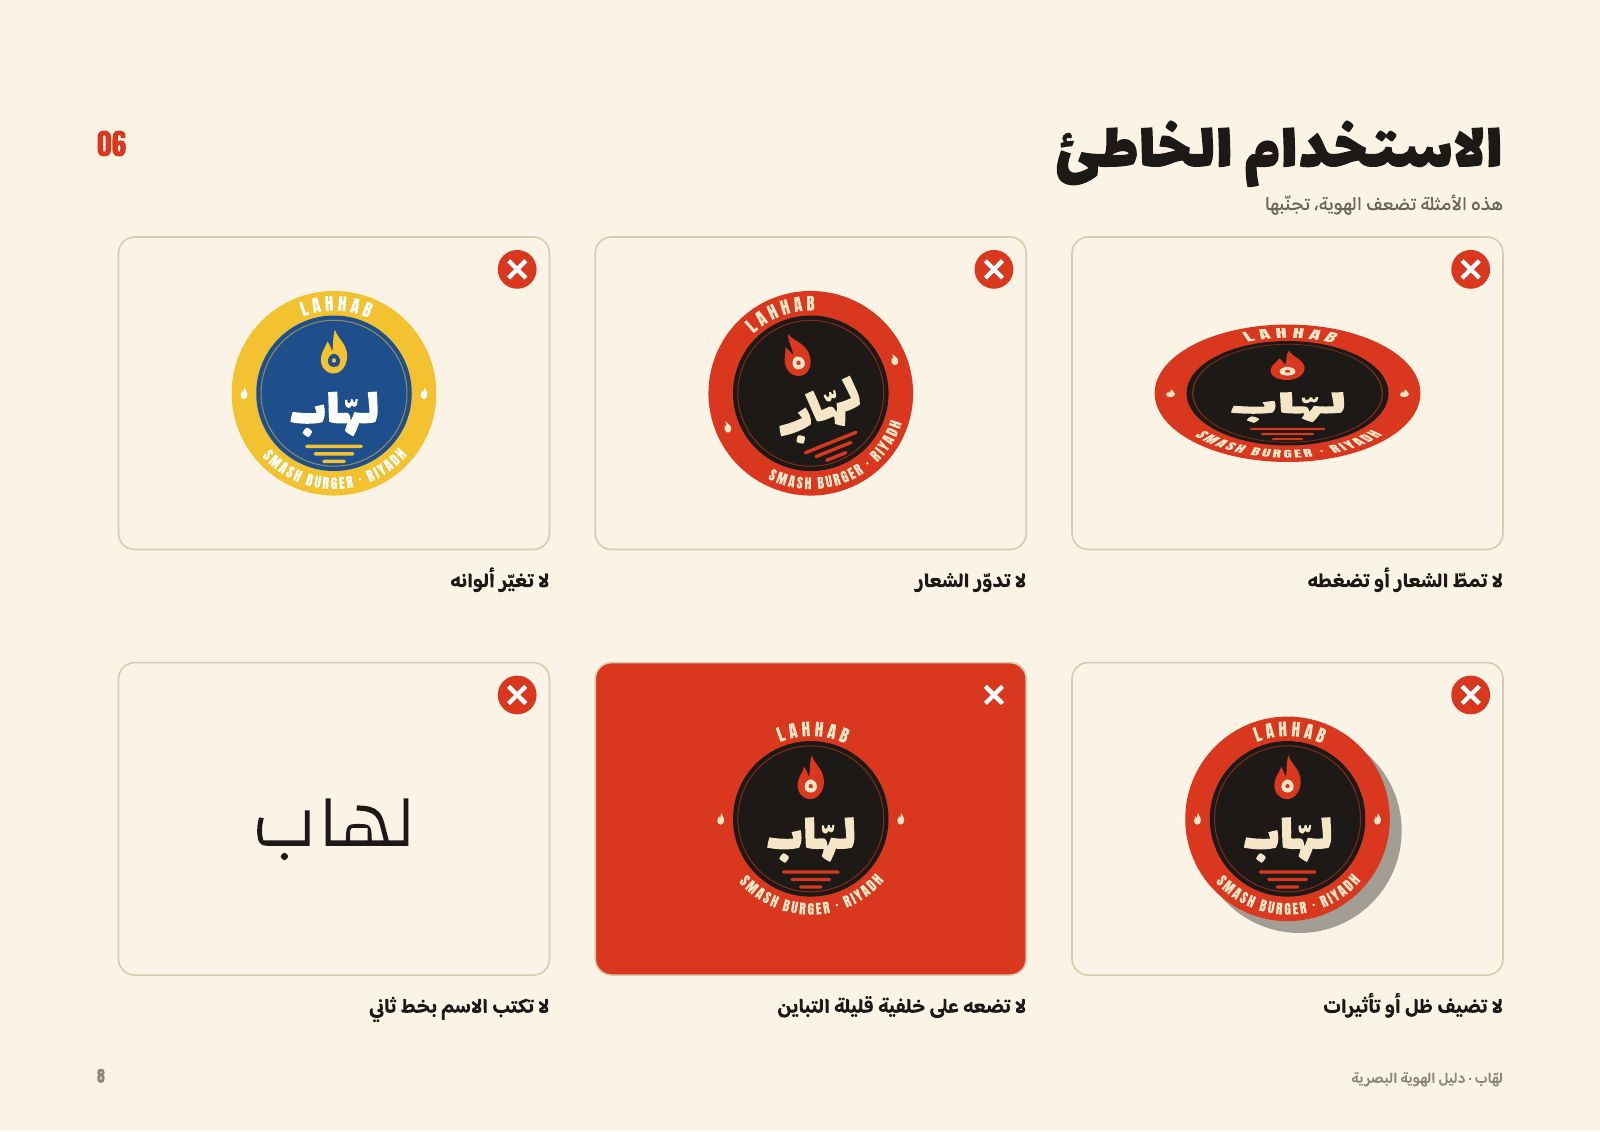 الاستخدام الخاطئ
06
هذه الأمثلة تضعف الهوية، تجنّبها
LAHHAB
لهّاب
SMASH BURGER · RIYADH
لا تمطّ الشعار أو تضغطه
LAHHAB
لهّاب
SMASH BURGER · RIYADH
لا تدوّر الشعار
LAHHAB
لهّاب
SMASH BURGER · RIYADH
لا تغيّر ألوانه
LAHHAB
لهّاب
SMASH BURGER · RIYADH
لا تضيف ظل أو تأثيرات
LAHHAB
لهّاب
SMASH BURGER · RIYADH
لا تضعه على خلفية قليلة التباين
لهاب
لا تكتب الاسم بخط ثاني
لهّاب · دليل الهوية البصرية
8